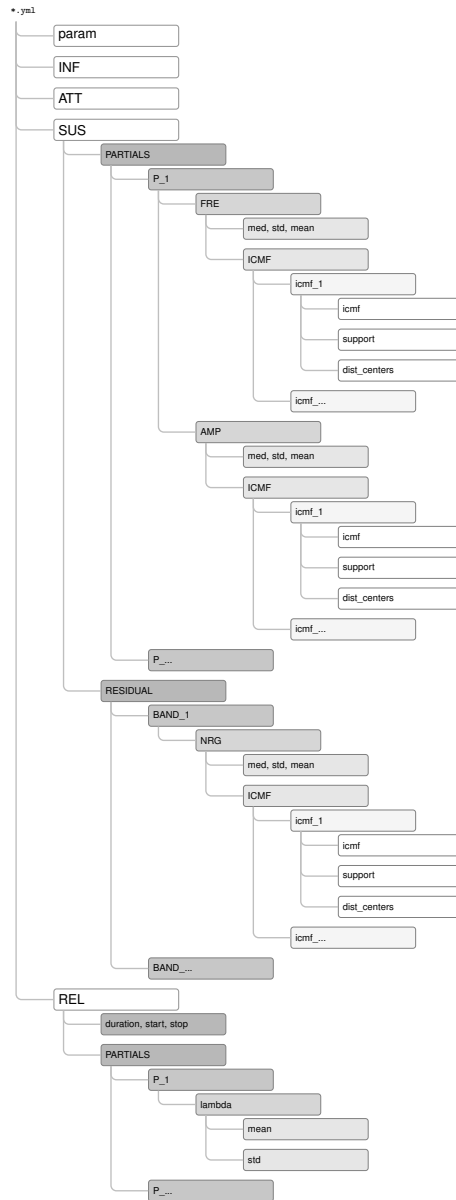 *.yml
param
INF
ATT
SUS
PARTIALS
P_1
FRE
med, std, mean
ICMF
icmf_1
icmf
support
dist_centers
icmf_...
AMP
med, std, mean
ICMF
icmf_1
icmf
support
dist_centers
icmf_...
P_...
RESIDUAL
BAND_1
NRG
med, std, mean
ICMF
icmf_1
icmf
support
dist_centers
icmf_...
BAND_...
REL
duration, start, stop
PARTIALS
P_1
lambda
mean
std
P_...